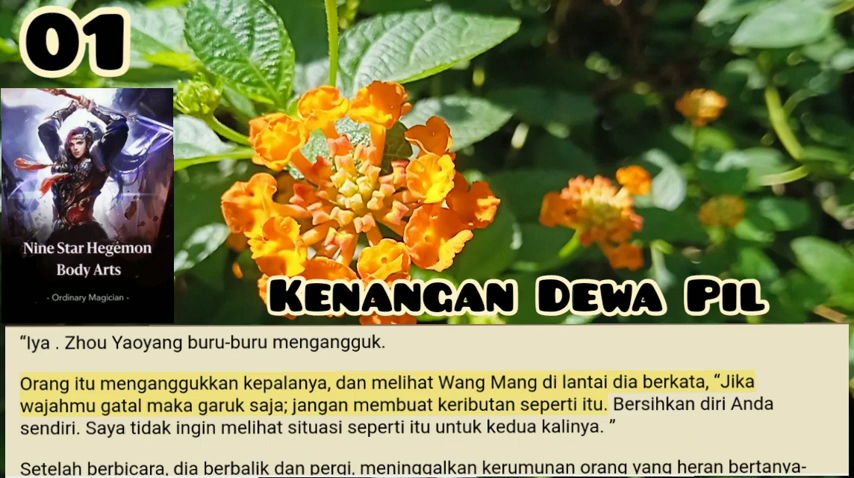 01
Nine Star Hegemon
Body Arts
- Ordinary Magician -
KENANGAN DEWA PIL
“Iya . Zhou Yaoyang buru-buru mengangguk.
Orang itu menganggukkan kepalanya, dan melihat Wang Mang di lantai dia berkata, “Jika
wajahmu gatal maka garuk saja; jangan membuat keributan seperti itu. Bersihkan diri Anda
sendiri. Saya tidak ingin melihat situasi seperti itu untuk kedua kalinya. ”
Setelah berbicara, dia berbalik dan pergi, meninggalkan kerumunan orang yang heran bertanya-